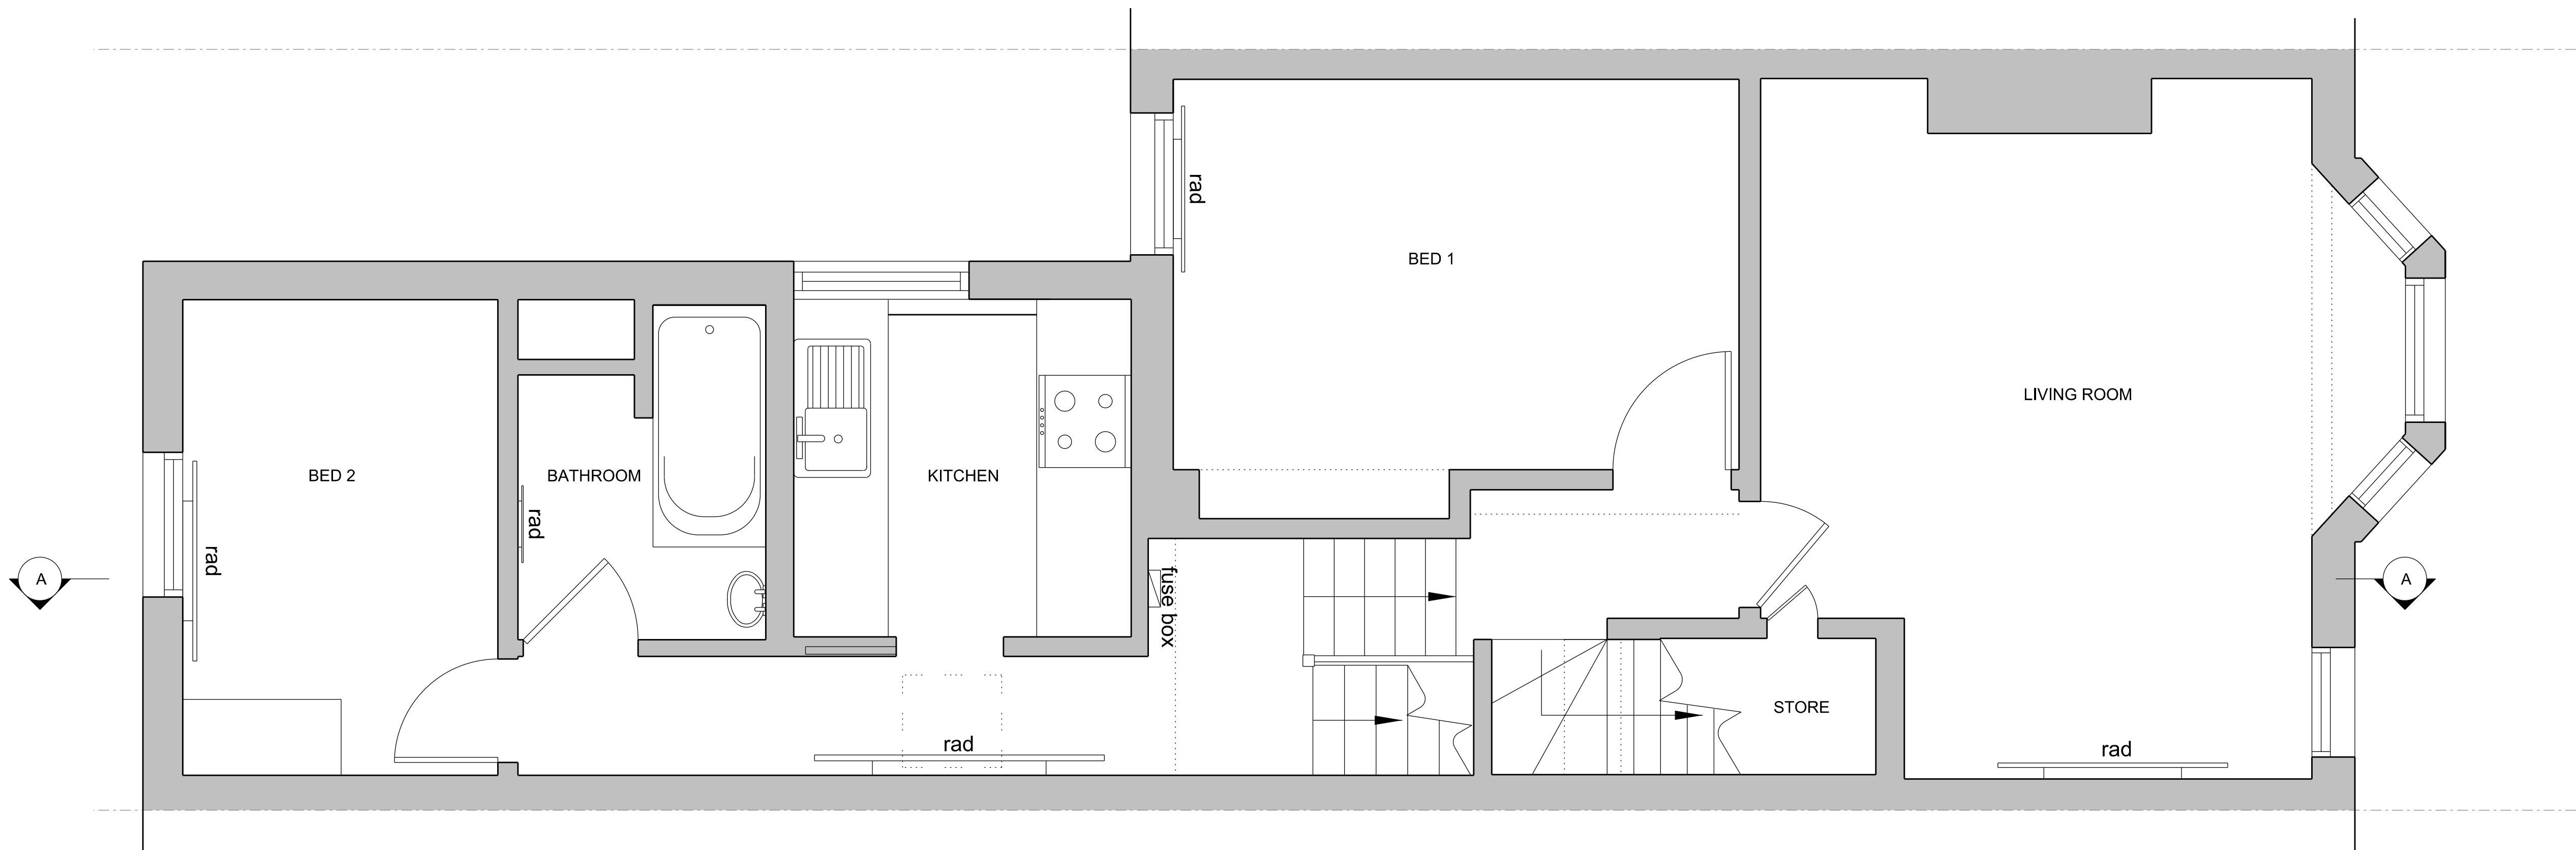 rad
BED 1
LIVING ROOM
BED 2
BATHROOM
KITCHEN
rad
rad
A
fuse box
A
STORE
rad
rad